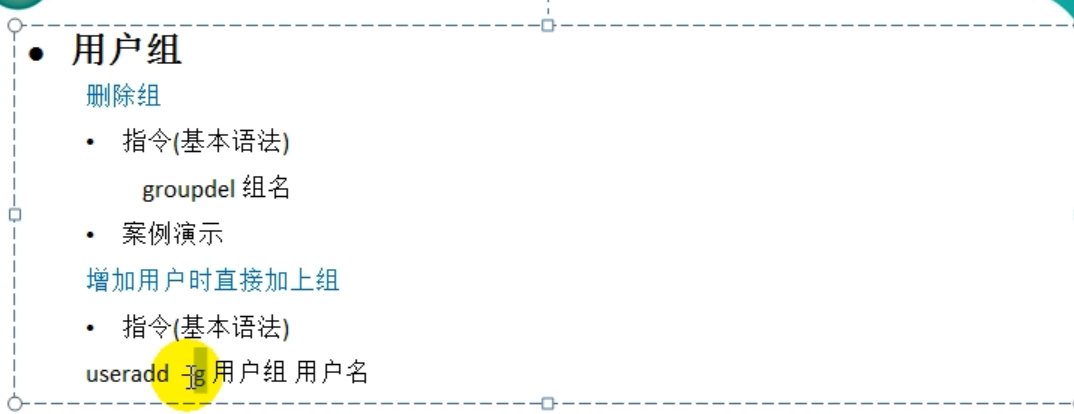 • 用户组
删除组
• 指令(基本语法)
groupdel 组名
• 案例演示
增加用户时直接加上组
• 指令(基本语法)
useradd -g 用户组 用户名